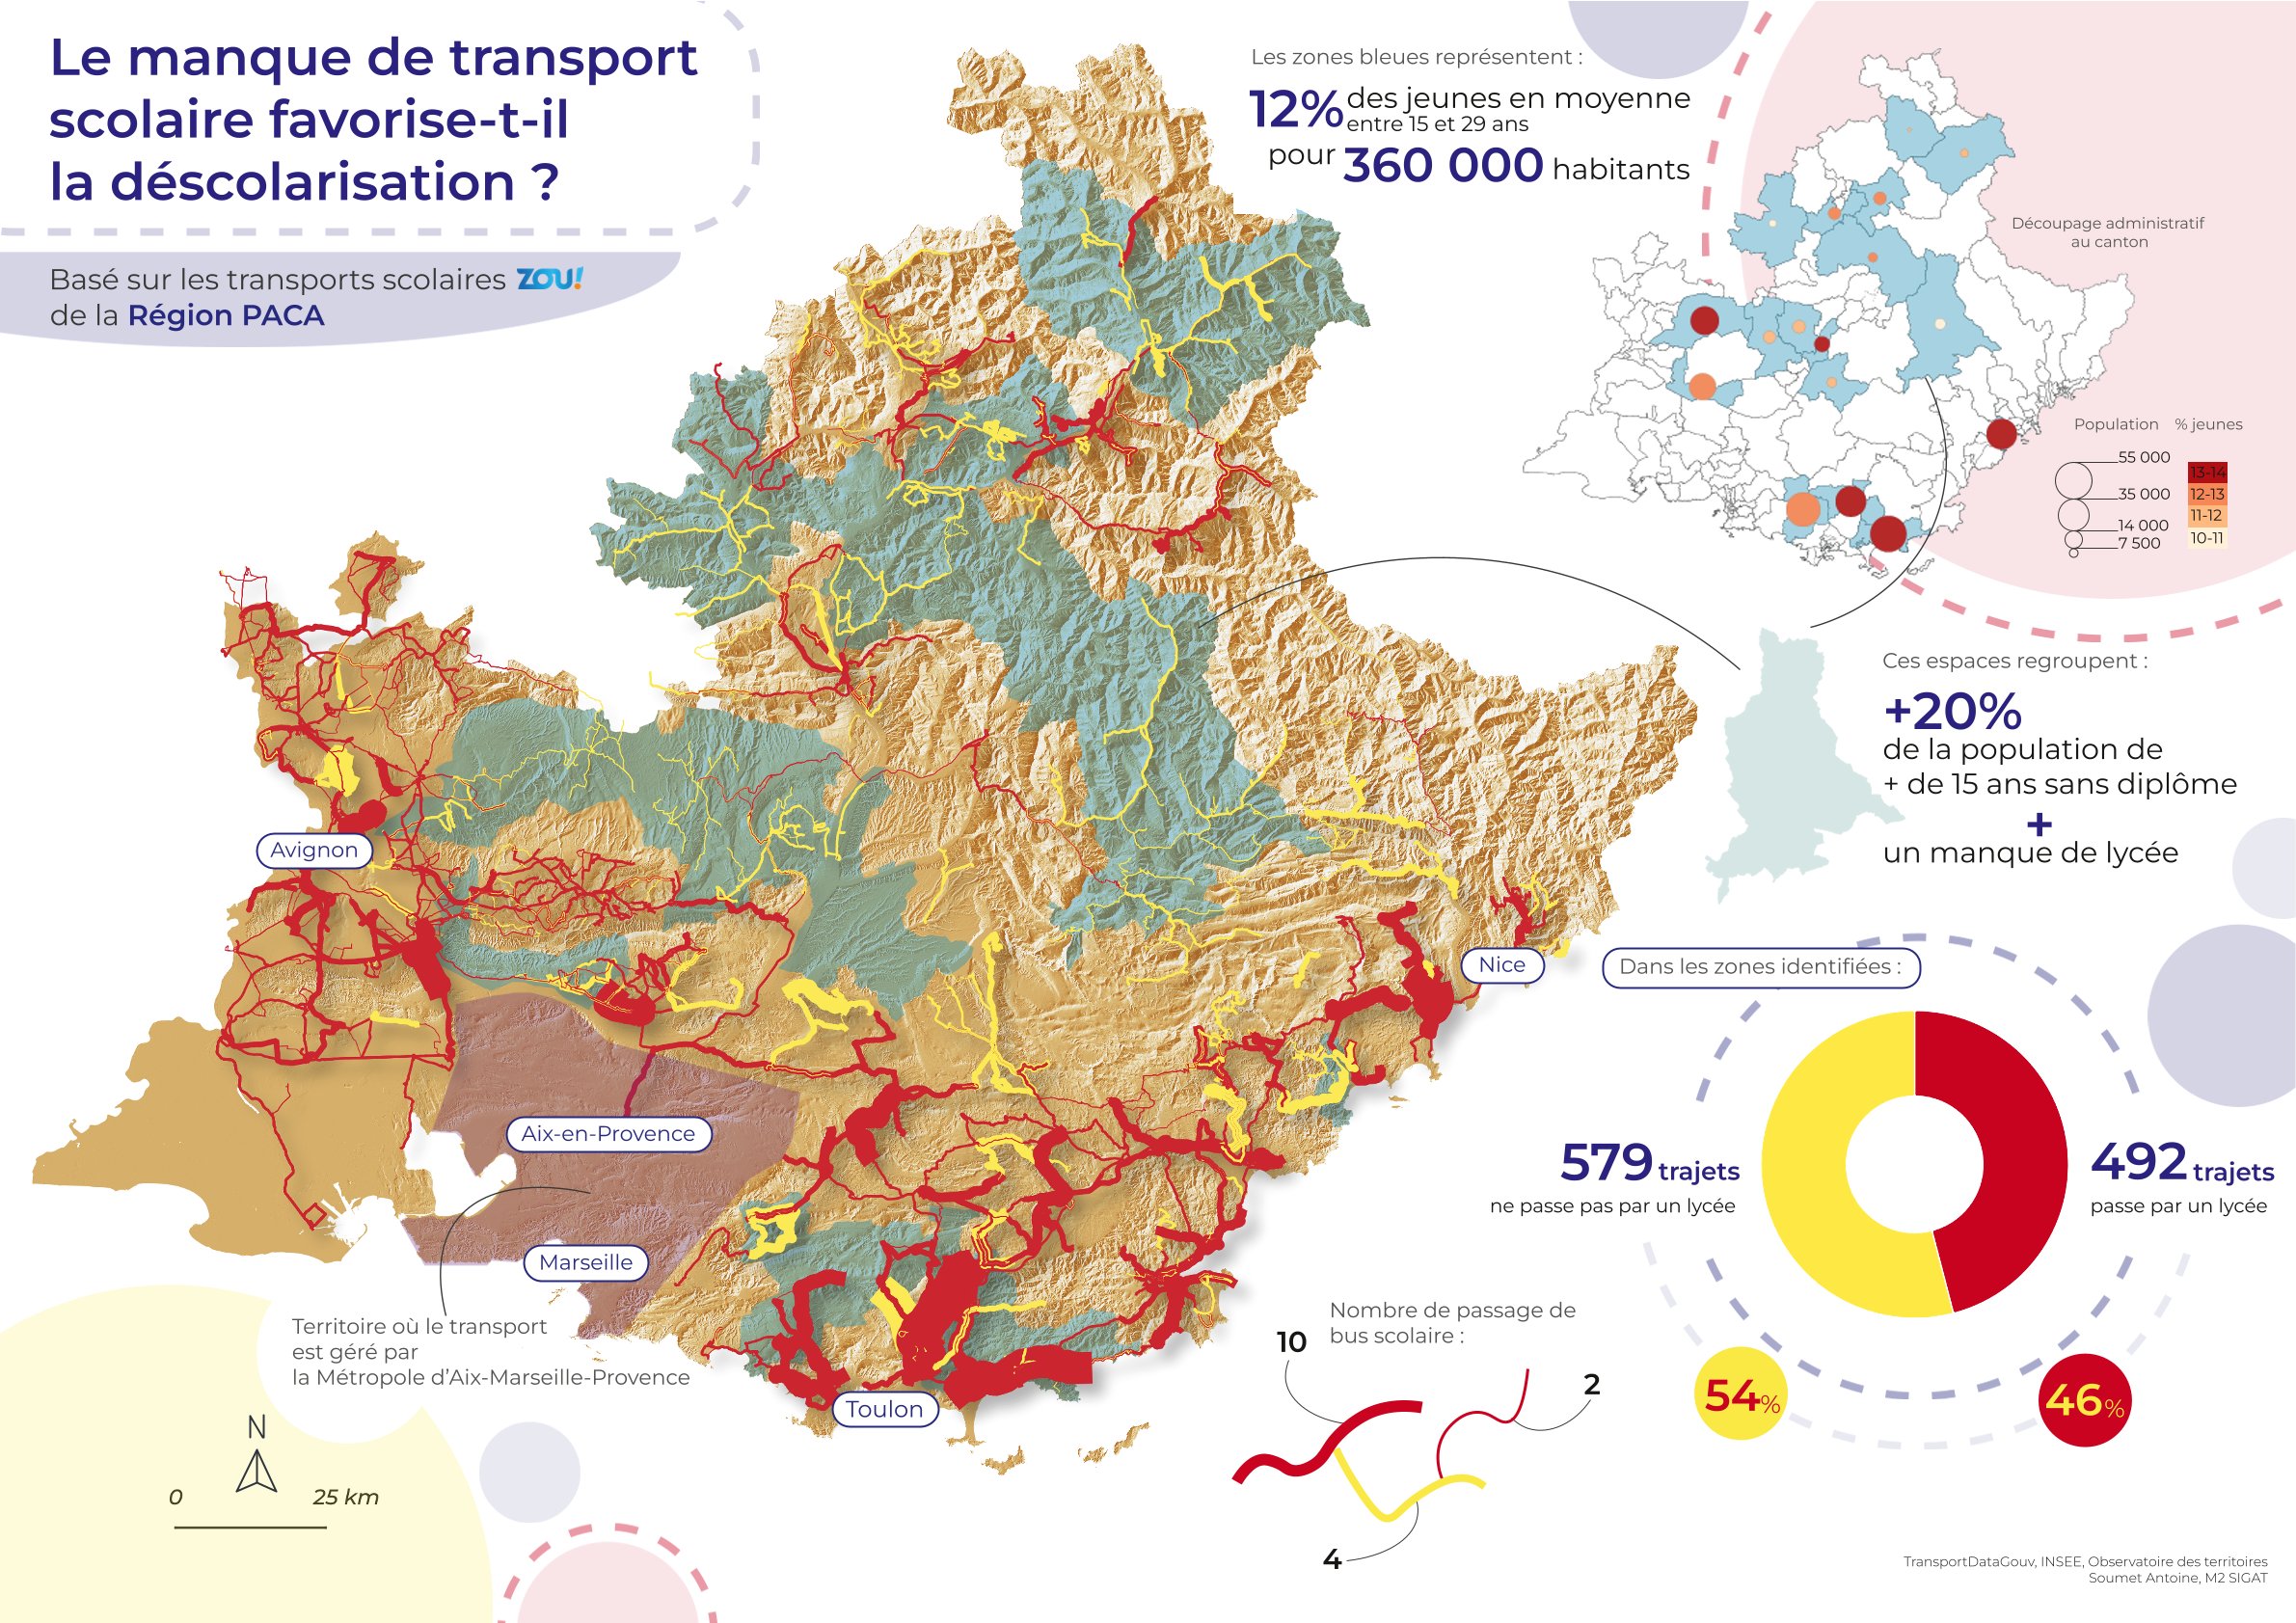 Le manque de transport
scolaire favorise-t-il
la déscolarisation ?
Basé sur les transports scolaires ZOU!
de la Région PACA
Les zones bleues représentent :
12% des jeunes en moyenne
entre 15 et 29 ans
pour 360 000 habitants
Découpage administratif
au canton
Population % jeunes
55 000
35 000
14 000
7 500
13-14
12-13
11-12
10-11
Ces espaces regroupent :
+20%
de la population de
+ de 15 ans sans diplôme
+
un manque de lycée
Avignon
Nice
Aix-en-Provence
Marseille
Toulon
Dans les zones identifiées :
579 trajets
ne passe pas par un lycée
492 trajets
passe par un lycée
54%
46%
Territoire où le transport
est géré par
la Métropole d'Aix-Marseille-Provence
Nombre de passage de
bus scolaire :
10
2
4
N
0 25 km
TransportDataGouv, INSEE, Observatoire des territoires
Soumet Antoine, M2 SIGAT